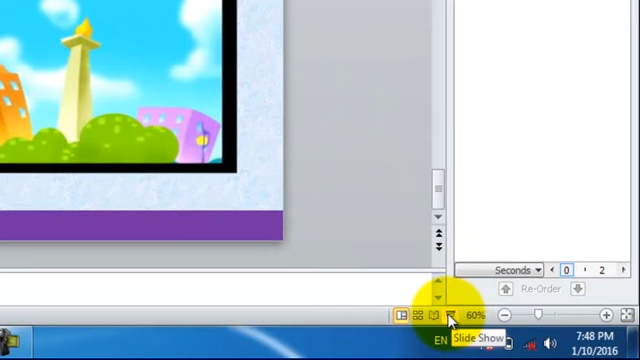 Seconds 0 2
Re-Order
60%
Slide Show
EN
7:48 PM
1/10/2016